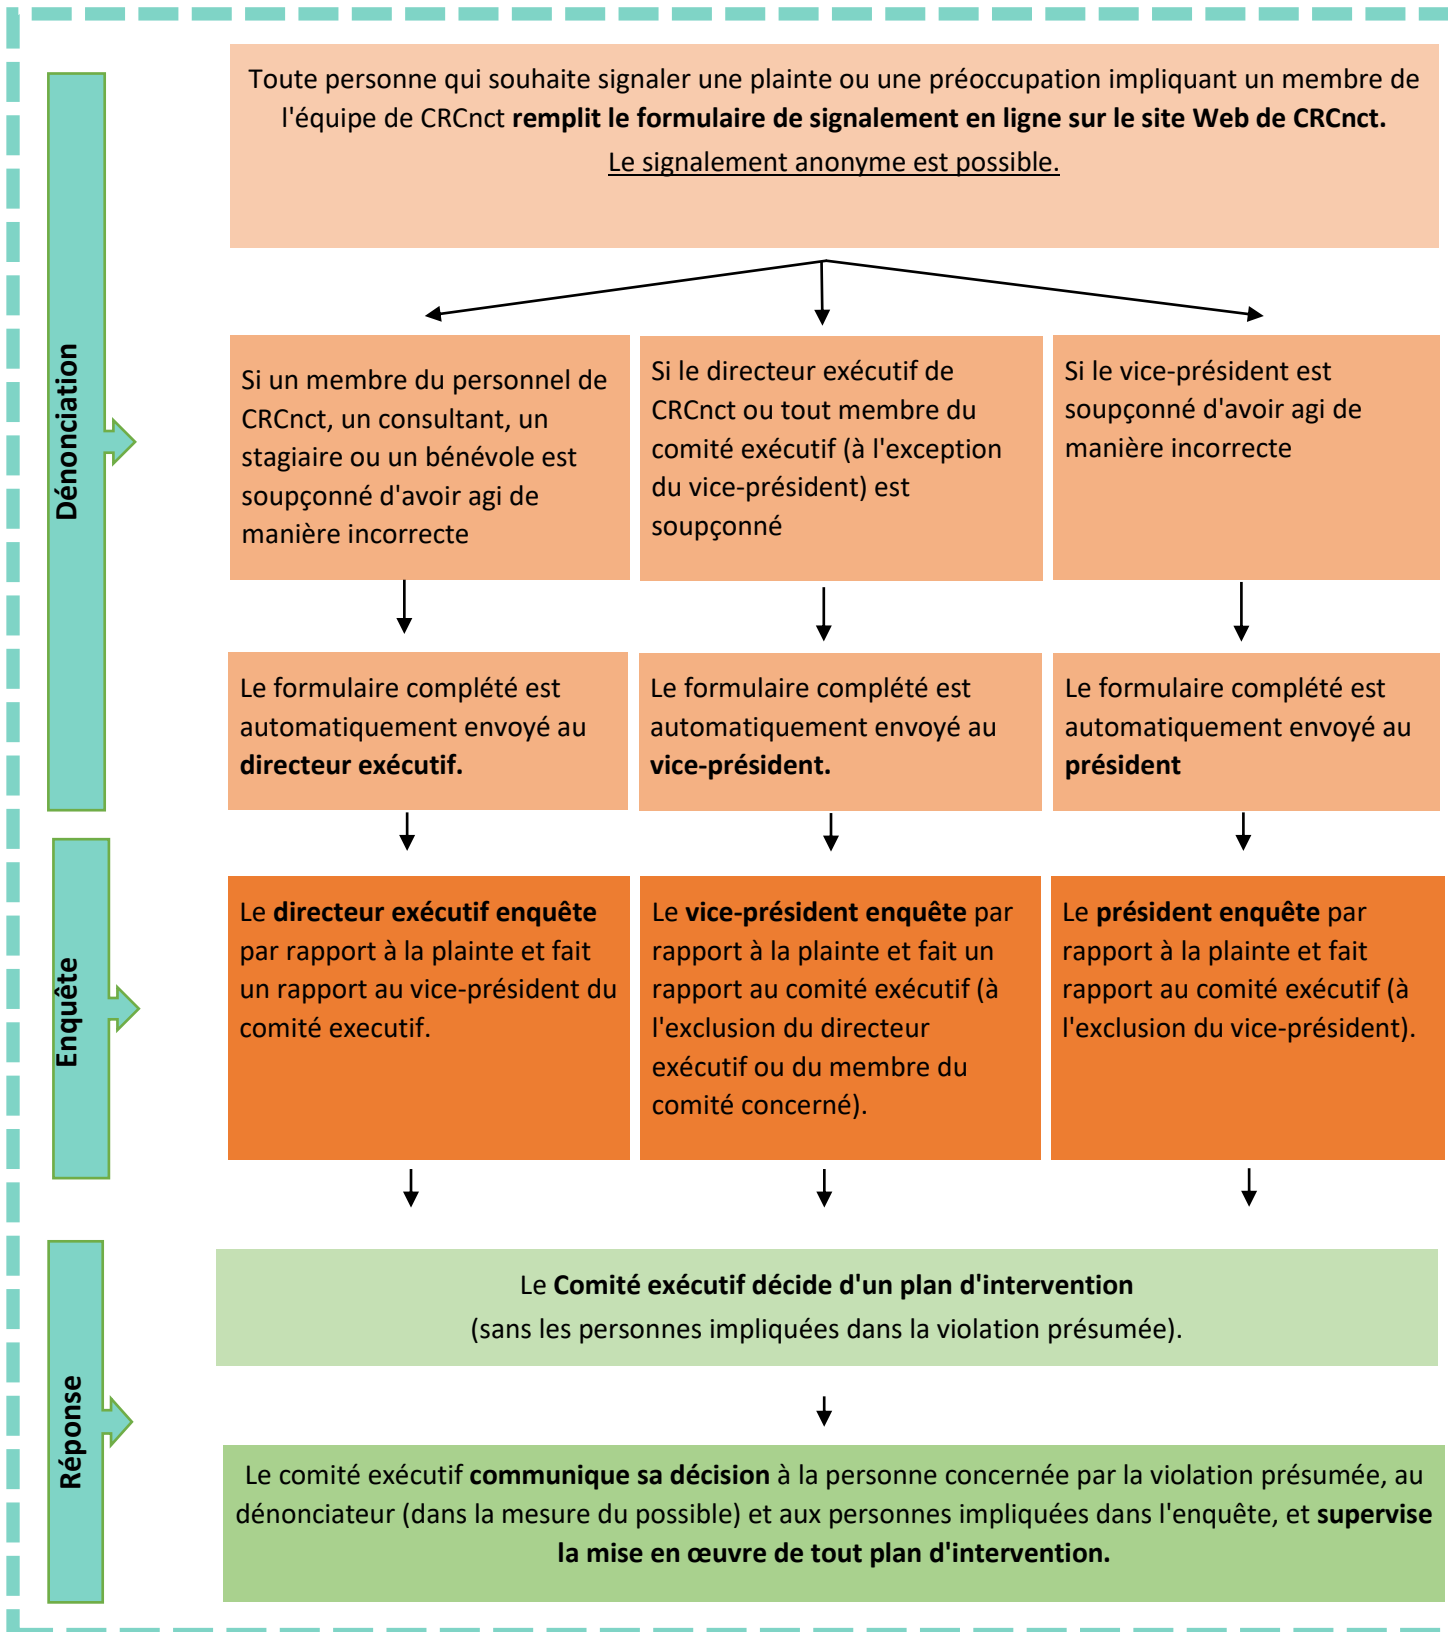 Toute personne qui souhaite signaler une plainte ou une préoccupation impliquant un membre de
l'équipe de CRCnct remplit le formulaire de signalement en ligne sur le site Web de CRCnct.
Le signalement anonyme est possible.
Dénonciation
Si un membre du personnel de
CRCnct, un consultant, un
stagiaire ou un bénévole est
soupçonné d'avoir agi de
manière incorrecte
Si le directeur exécutif de
CRCnct ou tout membre du
comité exécutif (à l'exception
du vice-président) est
soupçonné
Si le vice-président est
soupçonné d'avoir agi de
manière incorrecte
Le formulaire complété est
automatiquement envoyé au
directeur exécutif.
Le formulaire complété est
automatiquement envoyé au
vice-président.
Le formulaire complété est
automatiquement envoyé au
président
Enquête
Le directeur exécutif enquête
par rapport à la plainte et fait
un rapport au vice-président du
comité executif.
Le vice-président enquête par
rapport à la plainte et fait un
rapport au comité exécutif (à
l'exclusion du directeur
exécutif ou du membre du
comité concerné).
Le président enquête par
rapport à la plainte et fait
rapport au comité exécutif (à
l'exclusion du vice-président).
Réponse
Le Comité exécutif décide d'un plan d'intervention
(sans les personnes impliquées dans la violation présumée).
Le comité exécutif communique sa décision à la personne concernée par la violation présumée, au
dénonciateur (dans la mesure du possible) et aux personnes impliquées dans l'enquête, et supervise
la mise en œuvre de tout plan d'intervention.